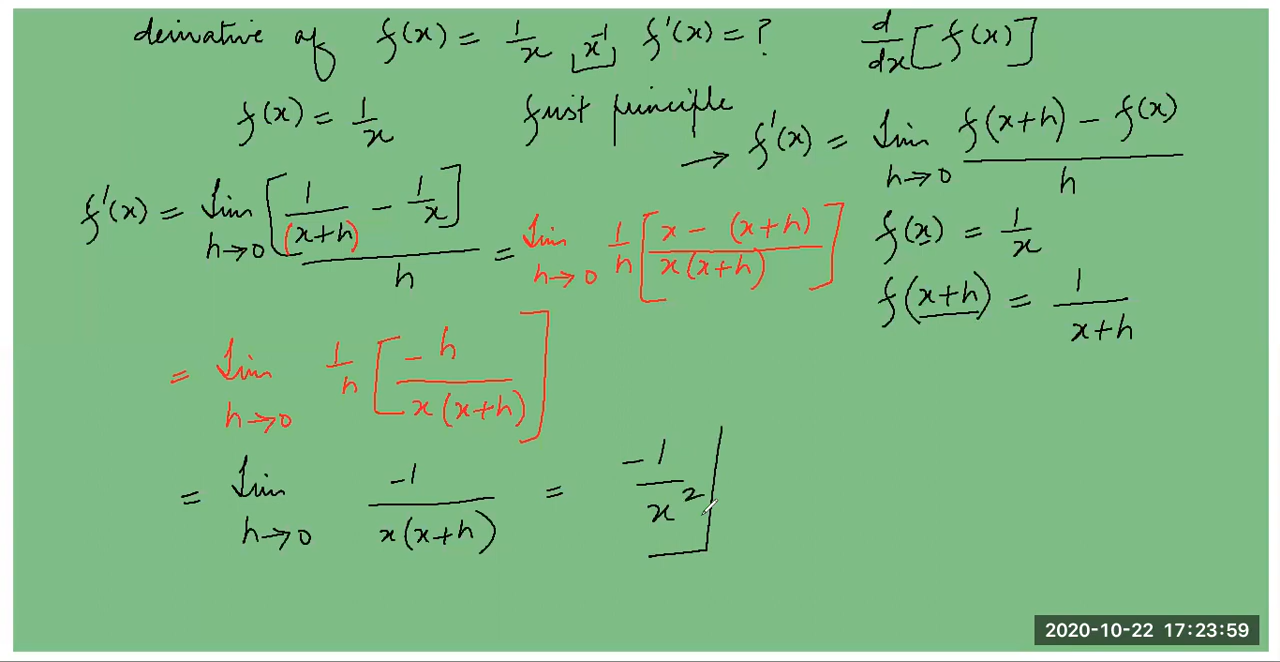 derivative of f(x) = 1/x x⁻¹ f'(x) = ? d/dx [f(x)]
f(x) = 1/x first principle → f'(x) = lim h→0 (f(x+h) – f(x))/h
f'(x) = lim h→0 [1/(x+h) – 1/x]/h = lim h→0 1/h [(x – (x+h))/(x(x+h))]
f(x) = 1/x
f(x+h) = 1/(x+h)
= lim h→0 1/h [–h/(x(x+h))]
= lim h→0 –1/(x(x+h)) = –1/x²
2020-10-22 17:23:59